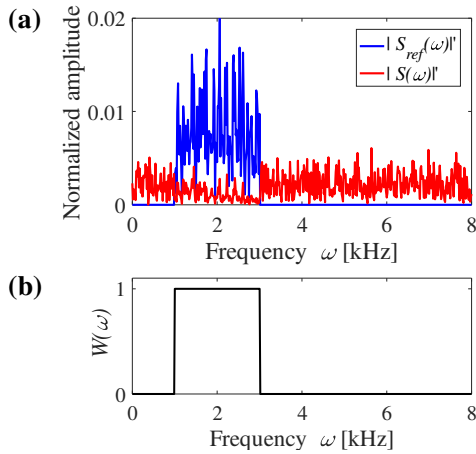 (a)
Normalized amplitude
0.02
0.01
0
| S_ref(ω)|'
| S(ω)|'
0 2 4 6 8
Frequency ω [kHz]
(b)
W(ω)
1
0
0 2 4 6 8
Frequency ω [kHz]